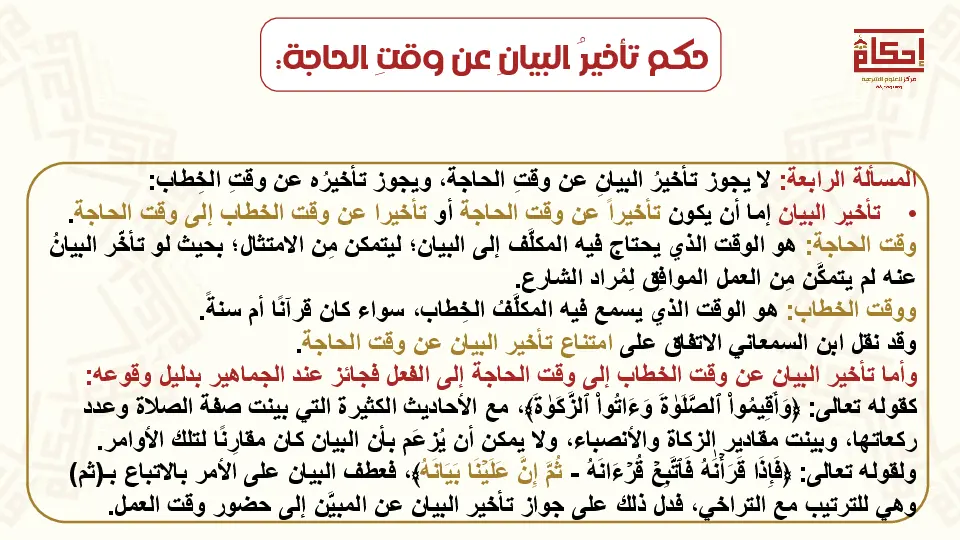 حكم تأخيرُ البيانِ عن وقتِ الحاجة:
إحكام
مركز للعلوم الشرعية
المسألة الرابعة: لا يجوز تأخيرُ البيانِ عن وقتِ الحاجة، ويجوز تأخيرُه عن وقتِ الخِطاب:
• تأخير البيان إما أن يكون تأخيراً عن وقت الحاجة أو تأخيرا عن وقت الخطاب إلى وقت الحاجة.
وقت الحاجة: هو الوقت الذي يحتاج فيه المكلَّف إلى البيان؛ ليتمكن مِن الامتثال؛ بحيث لو تأخّر البيانُ
عنه لم يتمكَّن مِن العمل الموافِق لِمُراد الشارع.
ووقت الخطاب: هو الوقت الذي يسمع فيه المكلَّفُ الخِطاب، سواء كان قرآنًا أم سنةً.
وقد نقل ابن السمعاني الاتفاق على امتناع تأخير البيان عن وقت الحاجة.
وأما تأخير البيان عن وقت الخطاب إلى وقت الحاجة إلى الفعل فجائز عند الجماهير بدليل وقوعه:
كقوله تعالى: ﴿وَأَقِيمُواْ ٱلصَّلَوٰةَ وَءَاتُواْ ٱلزَّكَوٰةَ﴾، مع الأحاديث الكثيرة التي بينت صفة الصلاة وعدد
ركعاتها، وبينت مقادير الزكاة والأنصباء، ولا يمكن أن يُزعَم بأن البيان كان مقارِنًا لتلك الأوامر.
ولقوله تعالى: ﴿فَإِذَا قَرَأۡنَٰهُ فَٱتَّبِعۡ قُرۡءَانَهُ - ثُمَّ إِنَّ عَلَيۡنَا بَيَانَهُ﴾، فعطف البيان على الأمر بالاتباع بـ(ثم)
وهي للترتيب مع التراخي، فدل ذلك على جواز تأخير البيان عن المبيَّن إلى حضور وقت العمل.